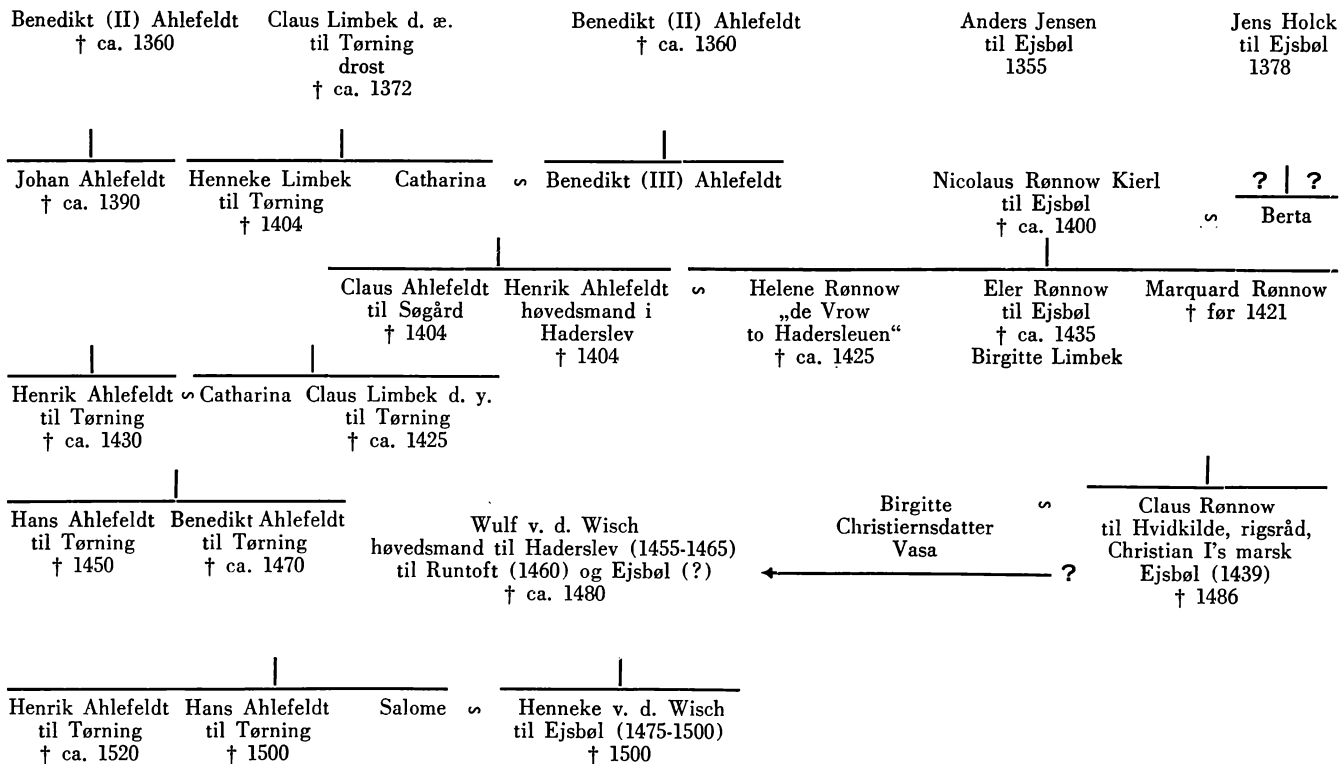 Benedikt (II) Ahlefeldt
† ca. 1360
Claus Limbek d. æ.
til Tørning
drost
† ca. 1372
Benedikt (II) Ahlefeldt
† ca. 1360
Anders Jensen
til Ejsbøl
1355
Jens Holck
til Ejsbøl
1378
Johan Ahlefeldt
† ca. 1390
Henneke Limbek
til Tørning
† 1404
Catharina
s
Benedikt (III) Ahlefeldt
Nicolaus Rønnow Kierl
til Ejsbøl
† ca. 1400
s
? ?
Berta
Claus Ahlefeldt
til Søgård
† 1404
Henrik Ahlefeldt
høvedsmand i
Haderslev
† 1404
s
Helene Rønnow
„de Vrow
to Hadersleuen“
† ca. 1425
Eler Rønnow
til Ejsbøl
† ca. 1435
Birgitte Limbek
Marquard Rønnow
† før 1421
Henrik Ahlefeldt
til Tørning
† ca. 1430
s
Catharina
Claus Limbek d. y.
til Tørning
† ca. 1425
Hans Ahlefeldt
til Tørning
† 1450
Benedikt Ahlefeldt
til Tørning
† ca. 1470
Wulf v. d. Wisch
høvedsmand til Haderslev (1455-1465)
til Runtoft (1460) og Ejsbøl (?)
† ca. 1480
Birgitte
Christiernsdatter
Vasa
s
?
Claus Rønnow
til Hvidkilde, rigsråd,
Christian I's marsk
Ejsbøl (1439)
† 1486
Henrik Ahlefeldt
til Tørning
† ca. 1520
Hans Ahlefeldt
til Tørning
† 1500
Salome
s
Henneke v. d. Wisch
til Ejsbøl (1475-1500)
† 1500